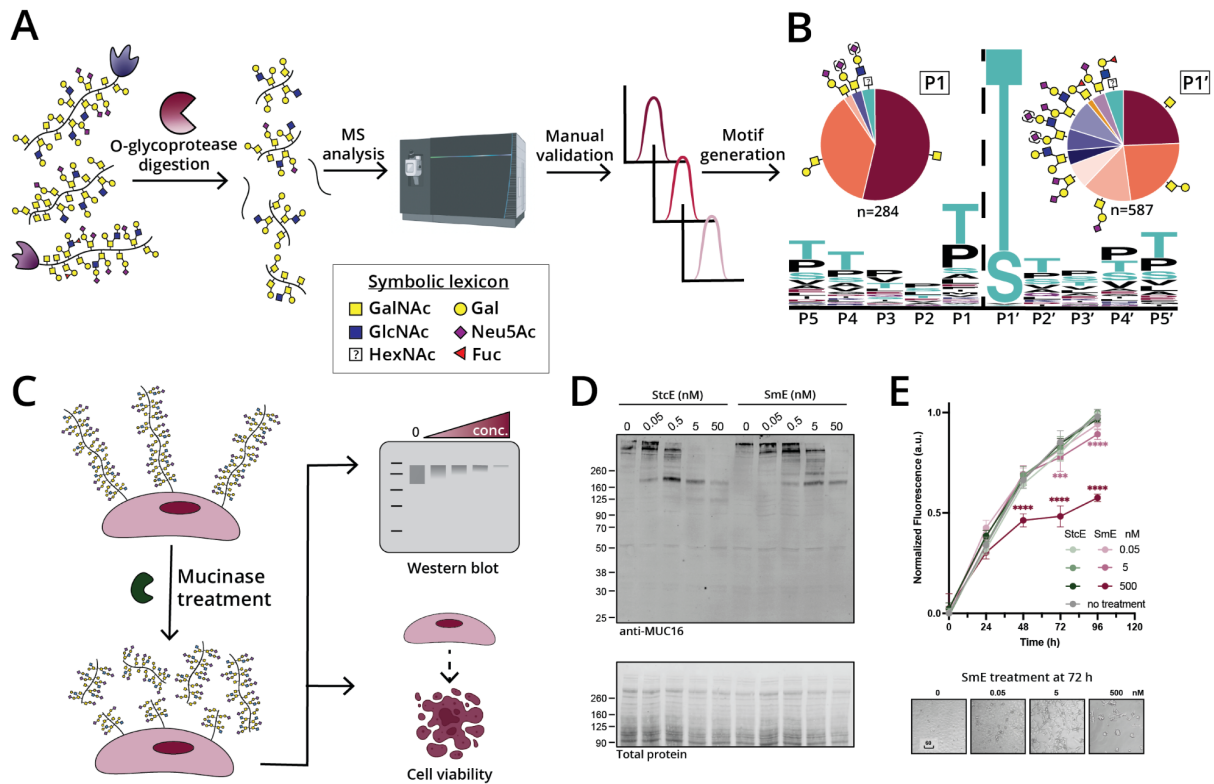 A
O-glycoprotease
digestion
MS
analysis
Manual
validation
Motif
generation
Symbolic lexicon
GalNAc
Gal
GlcNAc
Neu5Ac
? HexNAc
Fuc
B
P1
P1'
?
?
n=284
n=587
T
P
T
T
P
T
S
T
P
P5 P4 P3 P2 P1 P1' P2' P3' P4' P5'
C
Mucinase
treatment
0
conc.
Western blot
Cell viability
D
StcE (nM) SmE (nM)
0 0.05 0.5 5 50 0 0.05 0.5 5 50
260
160
125
90
70
50
38
30
25
anti-MUC16
260
160
125
90
Total protein
E
Normalized Fluorescence (a.u.)
1.0
0.5
0.0
****
***
****
****
****
StcE SmE nM
0.05
5
500
no treatment
0 24 48 72 96 120
Time (h)
SmE treatment at 72 h
0 0.05 5 500 nM